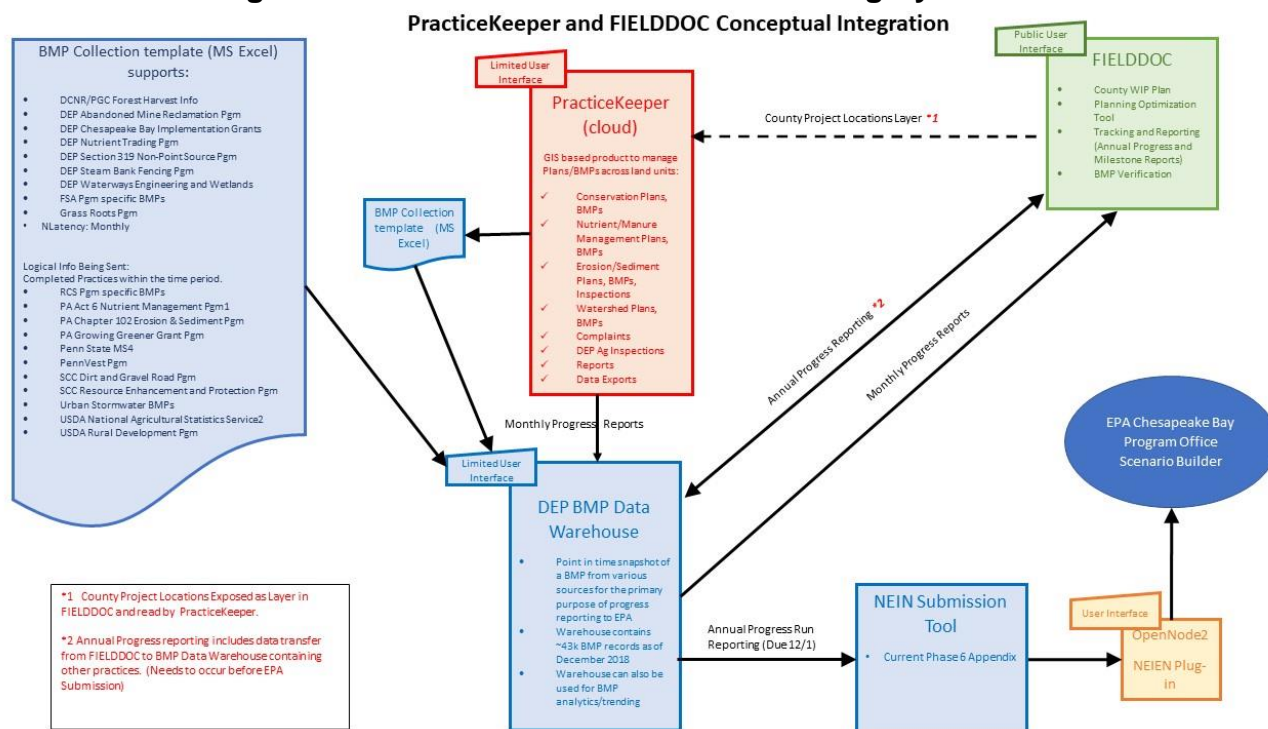 PracticeKeeper and FIELDDOC Conceptual Integration
BMP Collection template (MS Excel)
supports:
• DCNR/PGC Forest Harvest Info
• DEP Abandoned Mine Reclamation Pgm
• DEP Chesapeake Bay Implementation Grants
• DEP Nutrient Trading Pgm
• DEP Section 319 Non-Point Source Pgm
• DEP Steam Bank Fencing Pgm
• DEP Waterways Engineering and Wetlands
• FSA Pgm specific BMPs
• Grass Roots Pgm
• NLatency: Monthly
Logical Info Being Sent:
Completed Practices within the time period.
• RCS Pgm specific BMPs
• PA Act 6 Nutrient Management Pgm1
• PA Chapter 102 Erosion & Sediment Pgm
• PA Growing Greener Grant Pgm
• Penn State MS4
• PennVest Pgm
• SCC Dirt and Gravel Road Pgm
• SCC Resource Enhancement and Protection Pgm
• Urban Stormwater BMPs
• USDA National Agricultural Statistics Service2
• USDA Rural Development Pgm
BMP Collection
template (MS
Excel)
Limited User
Interface
PracticeKeeper
(cloud)
GIS based product to manage
Plans/BMPs across land units:
✓ Conservation Plans,
BMPs
✓ Nutrient/Manure
Management Plans,
BMPs
✓ Erosion/Sediment
Plans, BMPs,
Inspections
✓ Watershed Plans,
BMPs
✓ Complaints
✓ DEP Ag Inspections
✓ Reports
✓ Data Exports
County Project Locations Layer *1
Public User
Interface
FIELDDOC
• County WIP Plan
• Planning Optimization
Tool
• Tracking and Reporting
(Annual Progress and
Milestone Reports)
• BMP Verification
Annual Progress Reporting *2
Monthly Progress Reports
Monthly Progress Reports
Limited User
Interface
DEP BMP Data
Warehouse
• Point in time snapshot of
a BMP from various
sources for the primary
purpose of progress
reporting to EPA
• Warehouse contains
~43k BMP records as of
December 2018
• Warehouse can also be
used for BMP
analytics/trending
Annual Progress Run
Reporting (Due 12/1)
NEIN Submission
Tool
• Current Phase 6 Appendix
User Interface
OpenNode2
NEIEN Plug-
in
EPA Chesapeake Bay
Program Office
Scenario Builder
*1 County Project Locations Exposed as Layer in
FIELDDOC and read by PracticeKeeper.
*2 Annual Progress reporting includes data transfer
from FIELDDOC to BMP Data Warehouse containing
other practices. (Needs to occur before EPA
Submission)